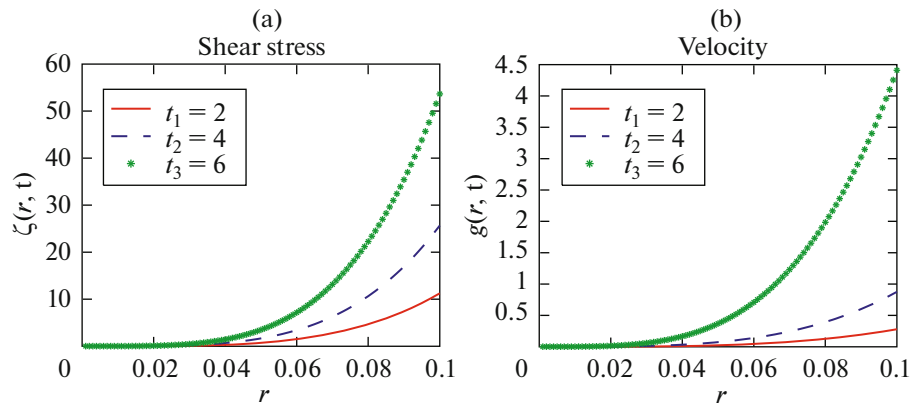 (a)
Shear stress
60
50
40
30
20
10
0
0.02
0.04
0.06
0.08
0.1
r
ζ(r, t)
t1 = 2
t2 = 4
t3 = 6
(b)
Velocity
4.5
4
3.5
3
2.5
2
1.5
1
0.5
0
0.02
0.04
0.06
0.08
0.1
r
g(r, t)
t1 = 2
t2 = 4
t3 = 6